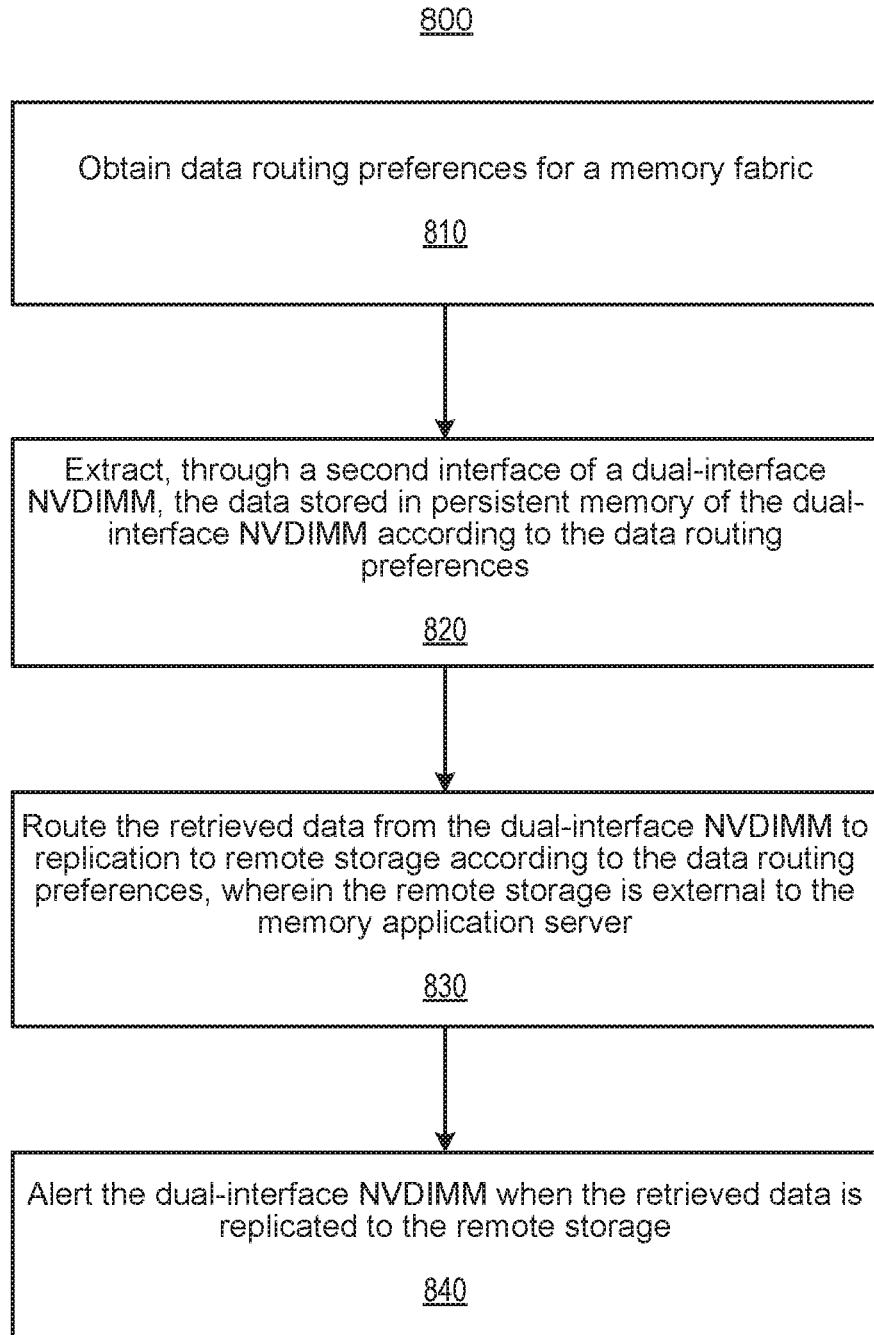 800
Obtain data routing preferences for a memory fabric
810
Extract, through a second interface of a dual-interface
NVDIMM, the data stored in persistent memory of the dual-
interface NVDIMM according to the data routing
preferences
820
Route the retrieved data from the dual-interface NVDIMM to
replication to remote storage according to the data routing
preferences, wherein the remote storage is external to the
memory application server
830
Alert the dual-interface NVDIMM when the retrieved data is
replicated to the remote storage
840